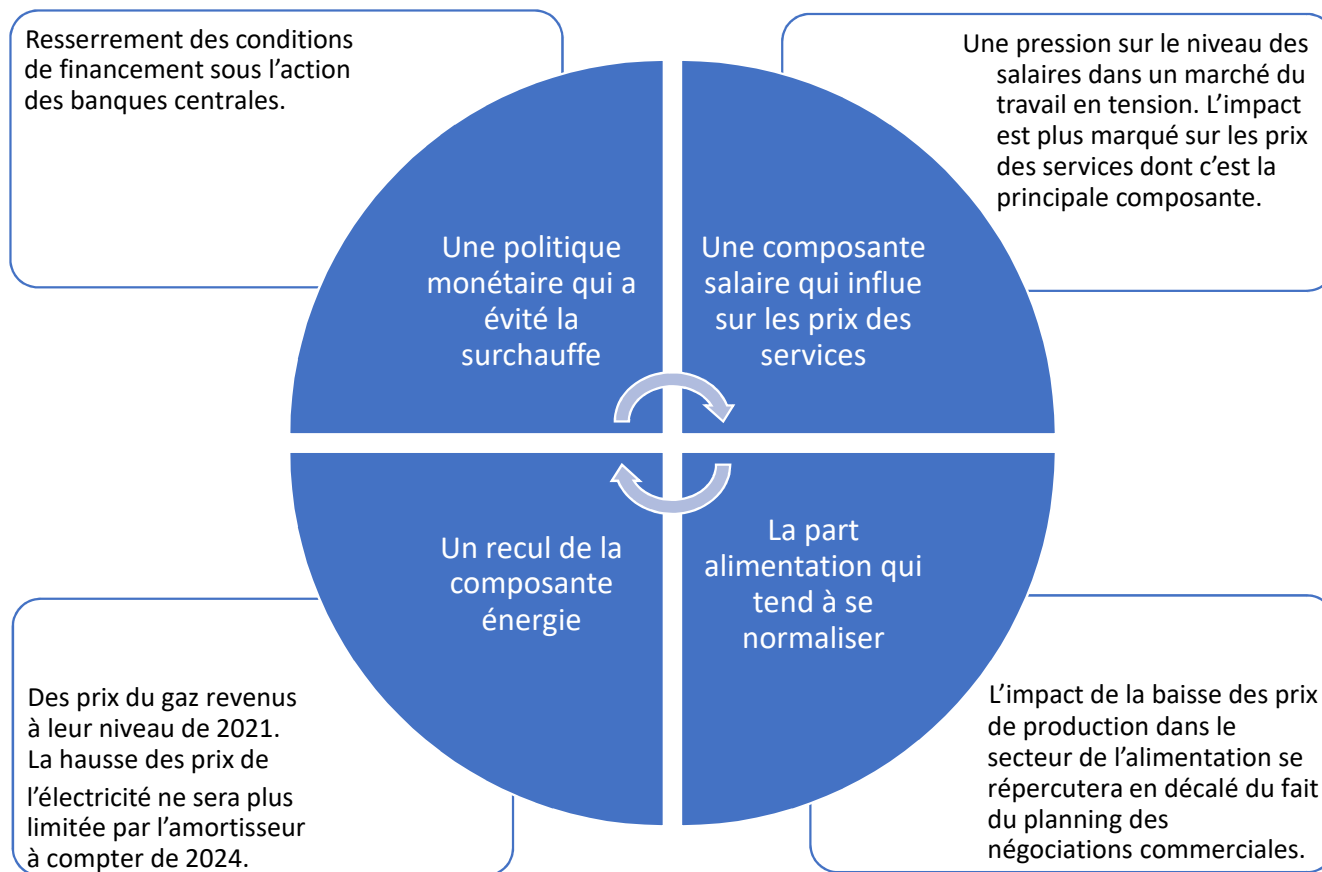 Resserrement des conditions
de financement sous l’action
des banques centrales.
Une pression sur le niveau des
salaires dans un marché du
travail en tension. L’impact
est plus marqué sur les prix
des services dont c’est la
principale composante.
Une politique
monétaire qui a
évité la
surchauffe
Une composante
salaire qui influe
sur les prix des
services
Un recul de la
composante
énergie
La part
alimentation qui
tend à se
normaliser
Des prix du gaz revenus
à leur niveau de 2021.
La hausse des prix de
l’électricité ne sera plus
limitée par l’amortisseur
à compter de 2024.
L’impact de la baisse des prix
de production dans le
secteur de l’alimentation se
répercutera en décalé du fait
du planning des
négociations commerciales.